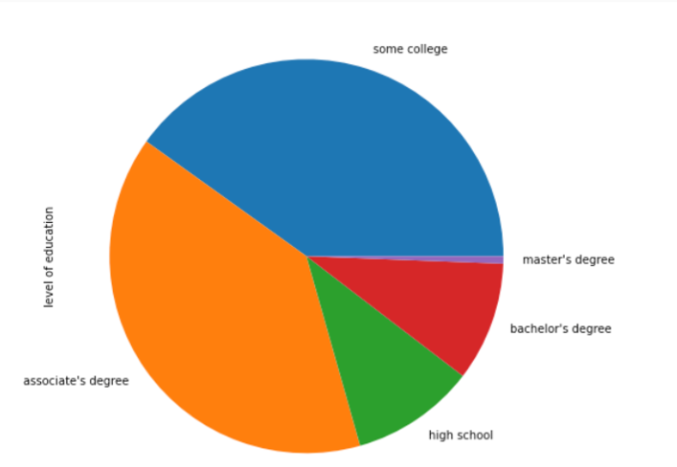 some college
level of education
master's degree
bachelor's degree
associate's degree
high school